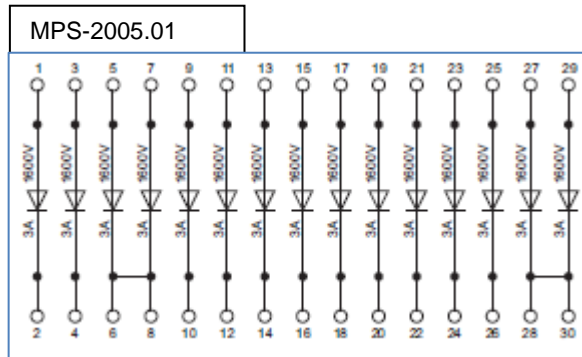 MPS-2005.01
1 3 5 7 9 11 13 15 17 19 21 23 25 27 29
1600V 1600V 1600V 1600V 1600V 1600V 1600V 1600V 1600V 1600V 1600V 1600V 1600V 1600V 1600V
3A 3A 3A 3A 3A 3A 3A 3A 3A 3A 3A 3A 3A 3A 3A
2 4 6 8 10 12 14 16 18 20 22 24 26 28 30